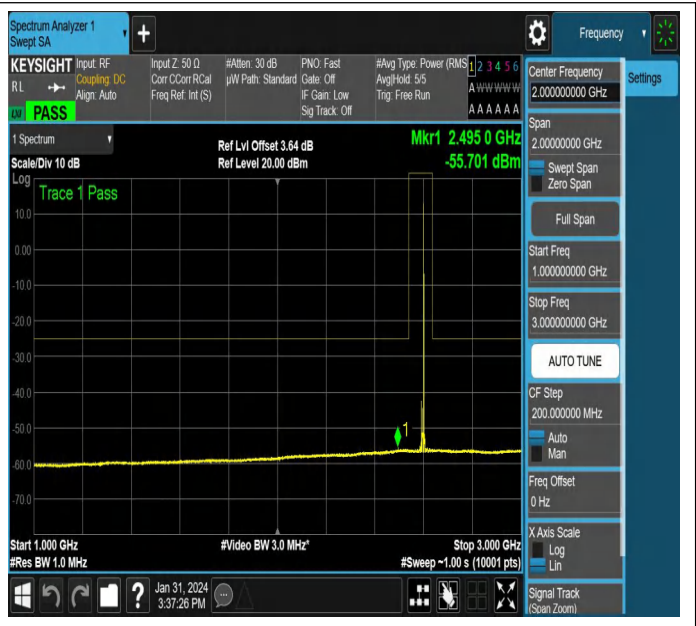 Spectrum Analyzer 1
Swept SA
Frequency
KEYSIGHT
RL
Input: RF
Coupling: DC
Align: Auto
Input Z: 50 Ω
Corr CCorr RCal
Freq Ref: Int (S)
#Atten: 30 dB
µW Path: Standard
PNO: Fast
Gate: Off
IF Gain: Low
Sig Track: Off
#Avg Type: Power (RMS
Avg|Hold: 5/5
Trig: Free Run
1 2 3 4 5 6
A W W W W W
A A A A A A
PASS
1 Spectrum
Scale/Div 10 dB
Ref Lvl Offset 3.64 dB
Ref Level 20.00 dBm
Mkr1 2.495 0 GHz
-55.701 dBm
Log
Trace 1 Pass
10.0
0.00
-10.0
-20.0
-30.0
-40.0
-50.0
-60.0
-70.0
1
Start 1.000 GHz
#Res BW 1.0 MHz
#Video BW 3.0 MHz*
Stop 3.000 GHz
#Sweep ~1.00 s (10001 pts)
Jan 31, 2024
3:37:26 PM
Center Frequency
2.000000000 GHz
Settings
Span
2.00000000 GHz
Swept Span
Zero Span
Full Span
Start Freq
1.000000000 GHz
Stop Freq
3.000000000 GHz
AUTO TUNE
CF Step
200.000000 MHz
Auto
Man
Freq Offset
0 Hz
X Axis Scale
Log
Lin
Signal Track
(Span Zoom)